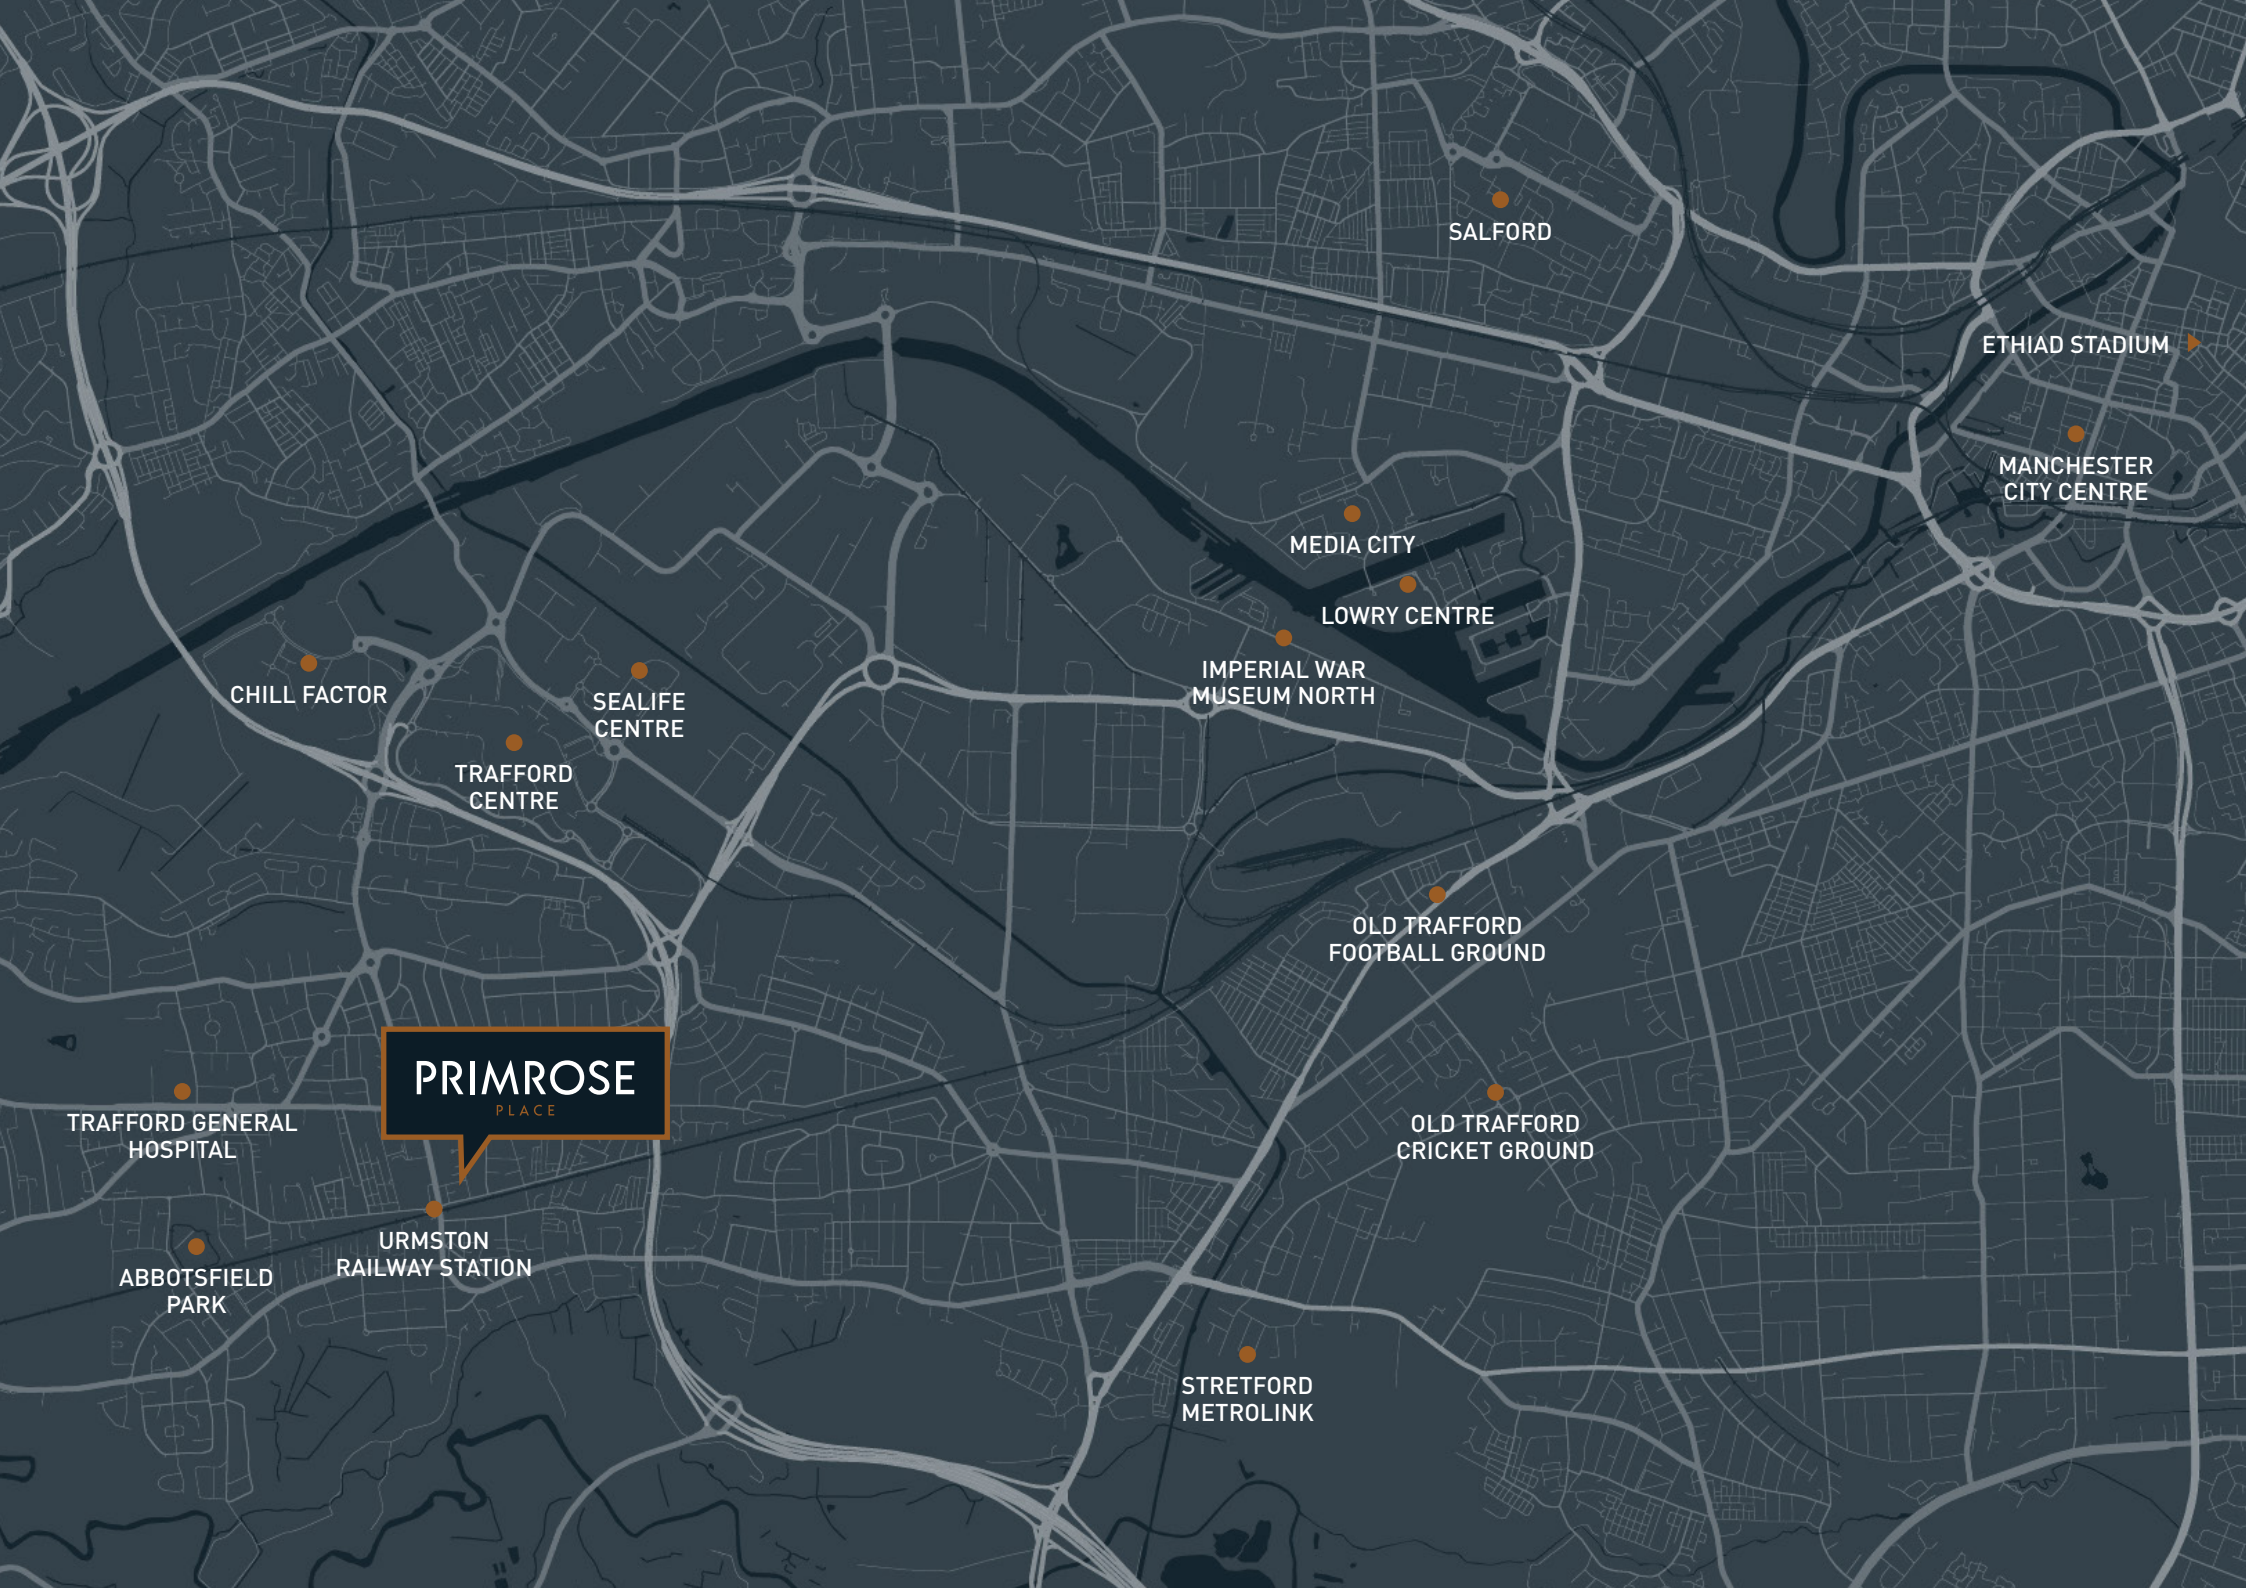 SALFORD
ETHIAD STADIUM
MANCHESTER
CITY CENTRE
MEDIA CITY
LOWRY CENTRE
IMPERIAL WAR
MUSEUM NORTH
CHILL FACTOR
SEALIFE
CENTRE
TRAFFORD
CENTRE
OLD TRAFFORD
FOOTBALL GROUND
PRIMROSE
PLACE
TRAFFORD GENERAL
HOSPITAL
OLD TRAFFORD
CRICKET GROUND
URMSTON
RAILWAY STATION
ABBOTSFIELD
PARK
STRETFORD
METROLINK